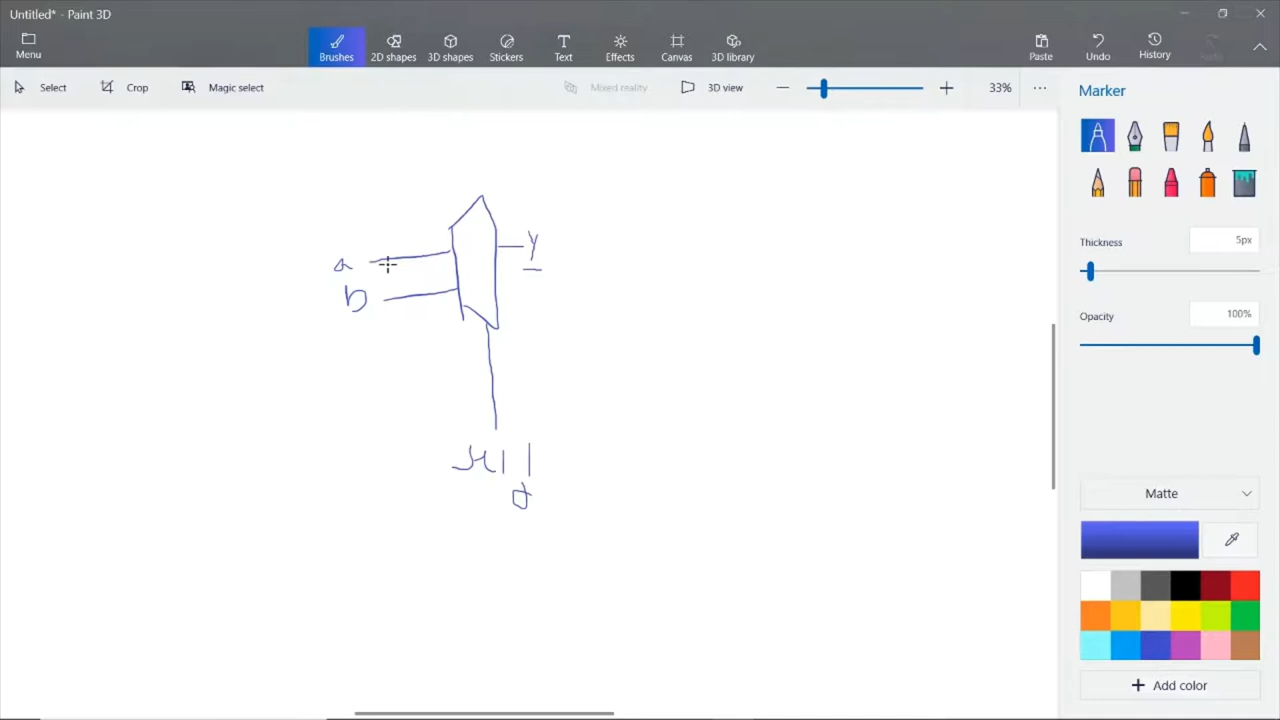 Untitled* - Paint 3D
Menu
Brushes
2D shapes
3D shapes
Stickers
Text
Effects
Canvas
3D library
Paste
Undo
History
Select
Crop
Magic select
Mixed reality
3D view
33%
Marker
Thickness
5px
Opacity
100%
Matte
Add color
a
b
y